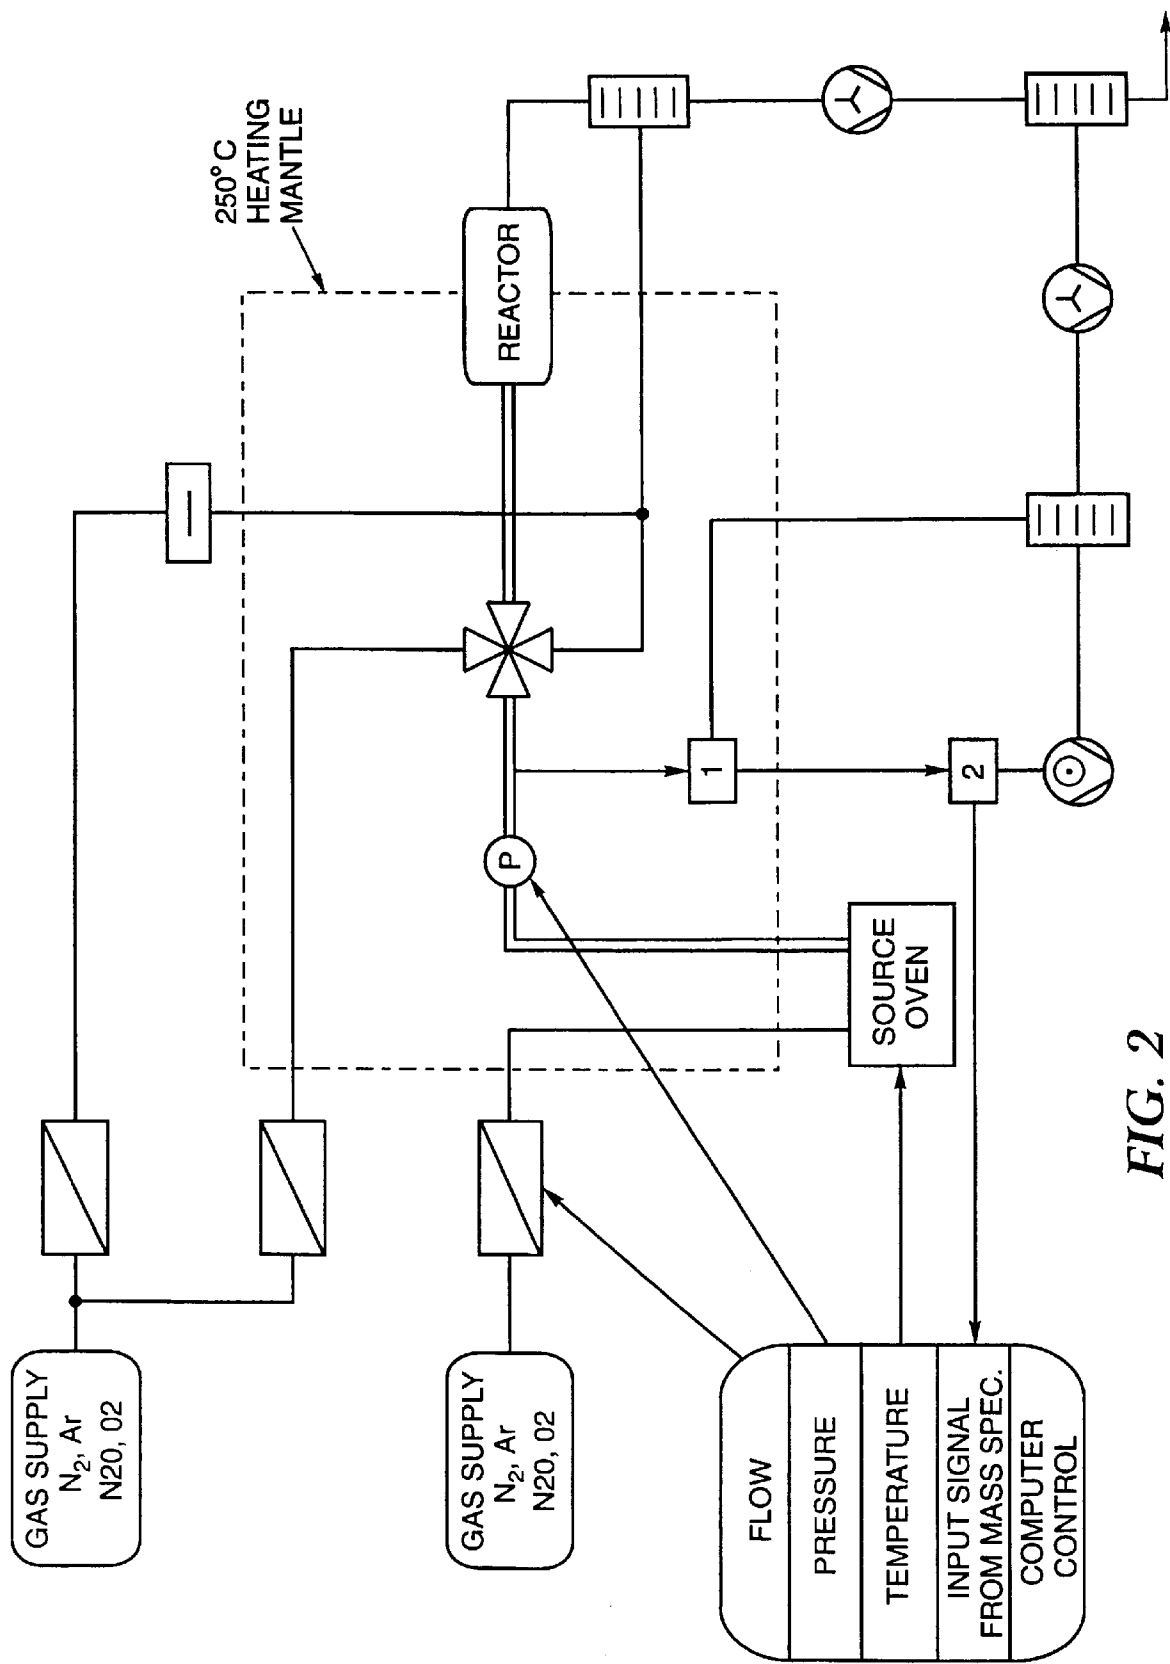 GAS SUPPLY
N₂, Ar
N20, 02
250° C
HEATING
MANTLE
REACTOR
GAS SUPPLY
N₂, Ar
N20, 02
P
1
2
SOURCE
OVEN
FLOW
PRESSURE
TEMPERATURE
INPUT SIGNAL
FROM MASS SPEC.
COMPUTER
CONTROL
FIG. 2